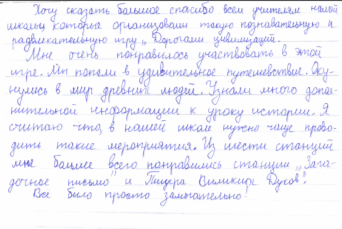 Хочу сказать большое спасибо всем учителям нашей
школы которые организовали такую познавательную и
развлекательную игру „Дорогами цивилизаций".
Мне очень понравилось участвовать в этой
игре. Мы попали в удивительное путешествие. Оку-
нулись в мир древних людей. Узнали много допол-
нительной информации к уроку истории. Я
считаю что в нашей школе нужно чаще прово-
дить такие мероприятия. Из шести станций
мне больше всего понравились станции „Зага-
дочное письмо" и „Пещера Великих Духов".
Все было просто замечательно!